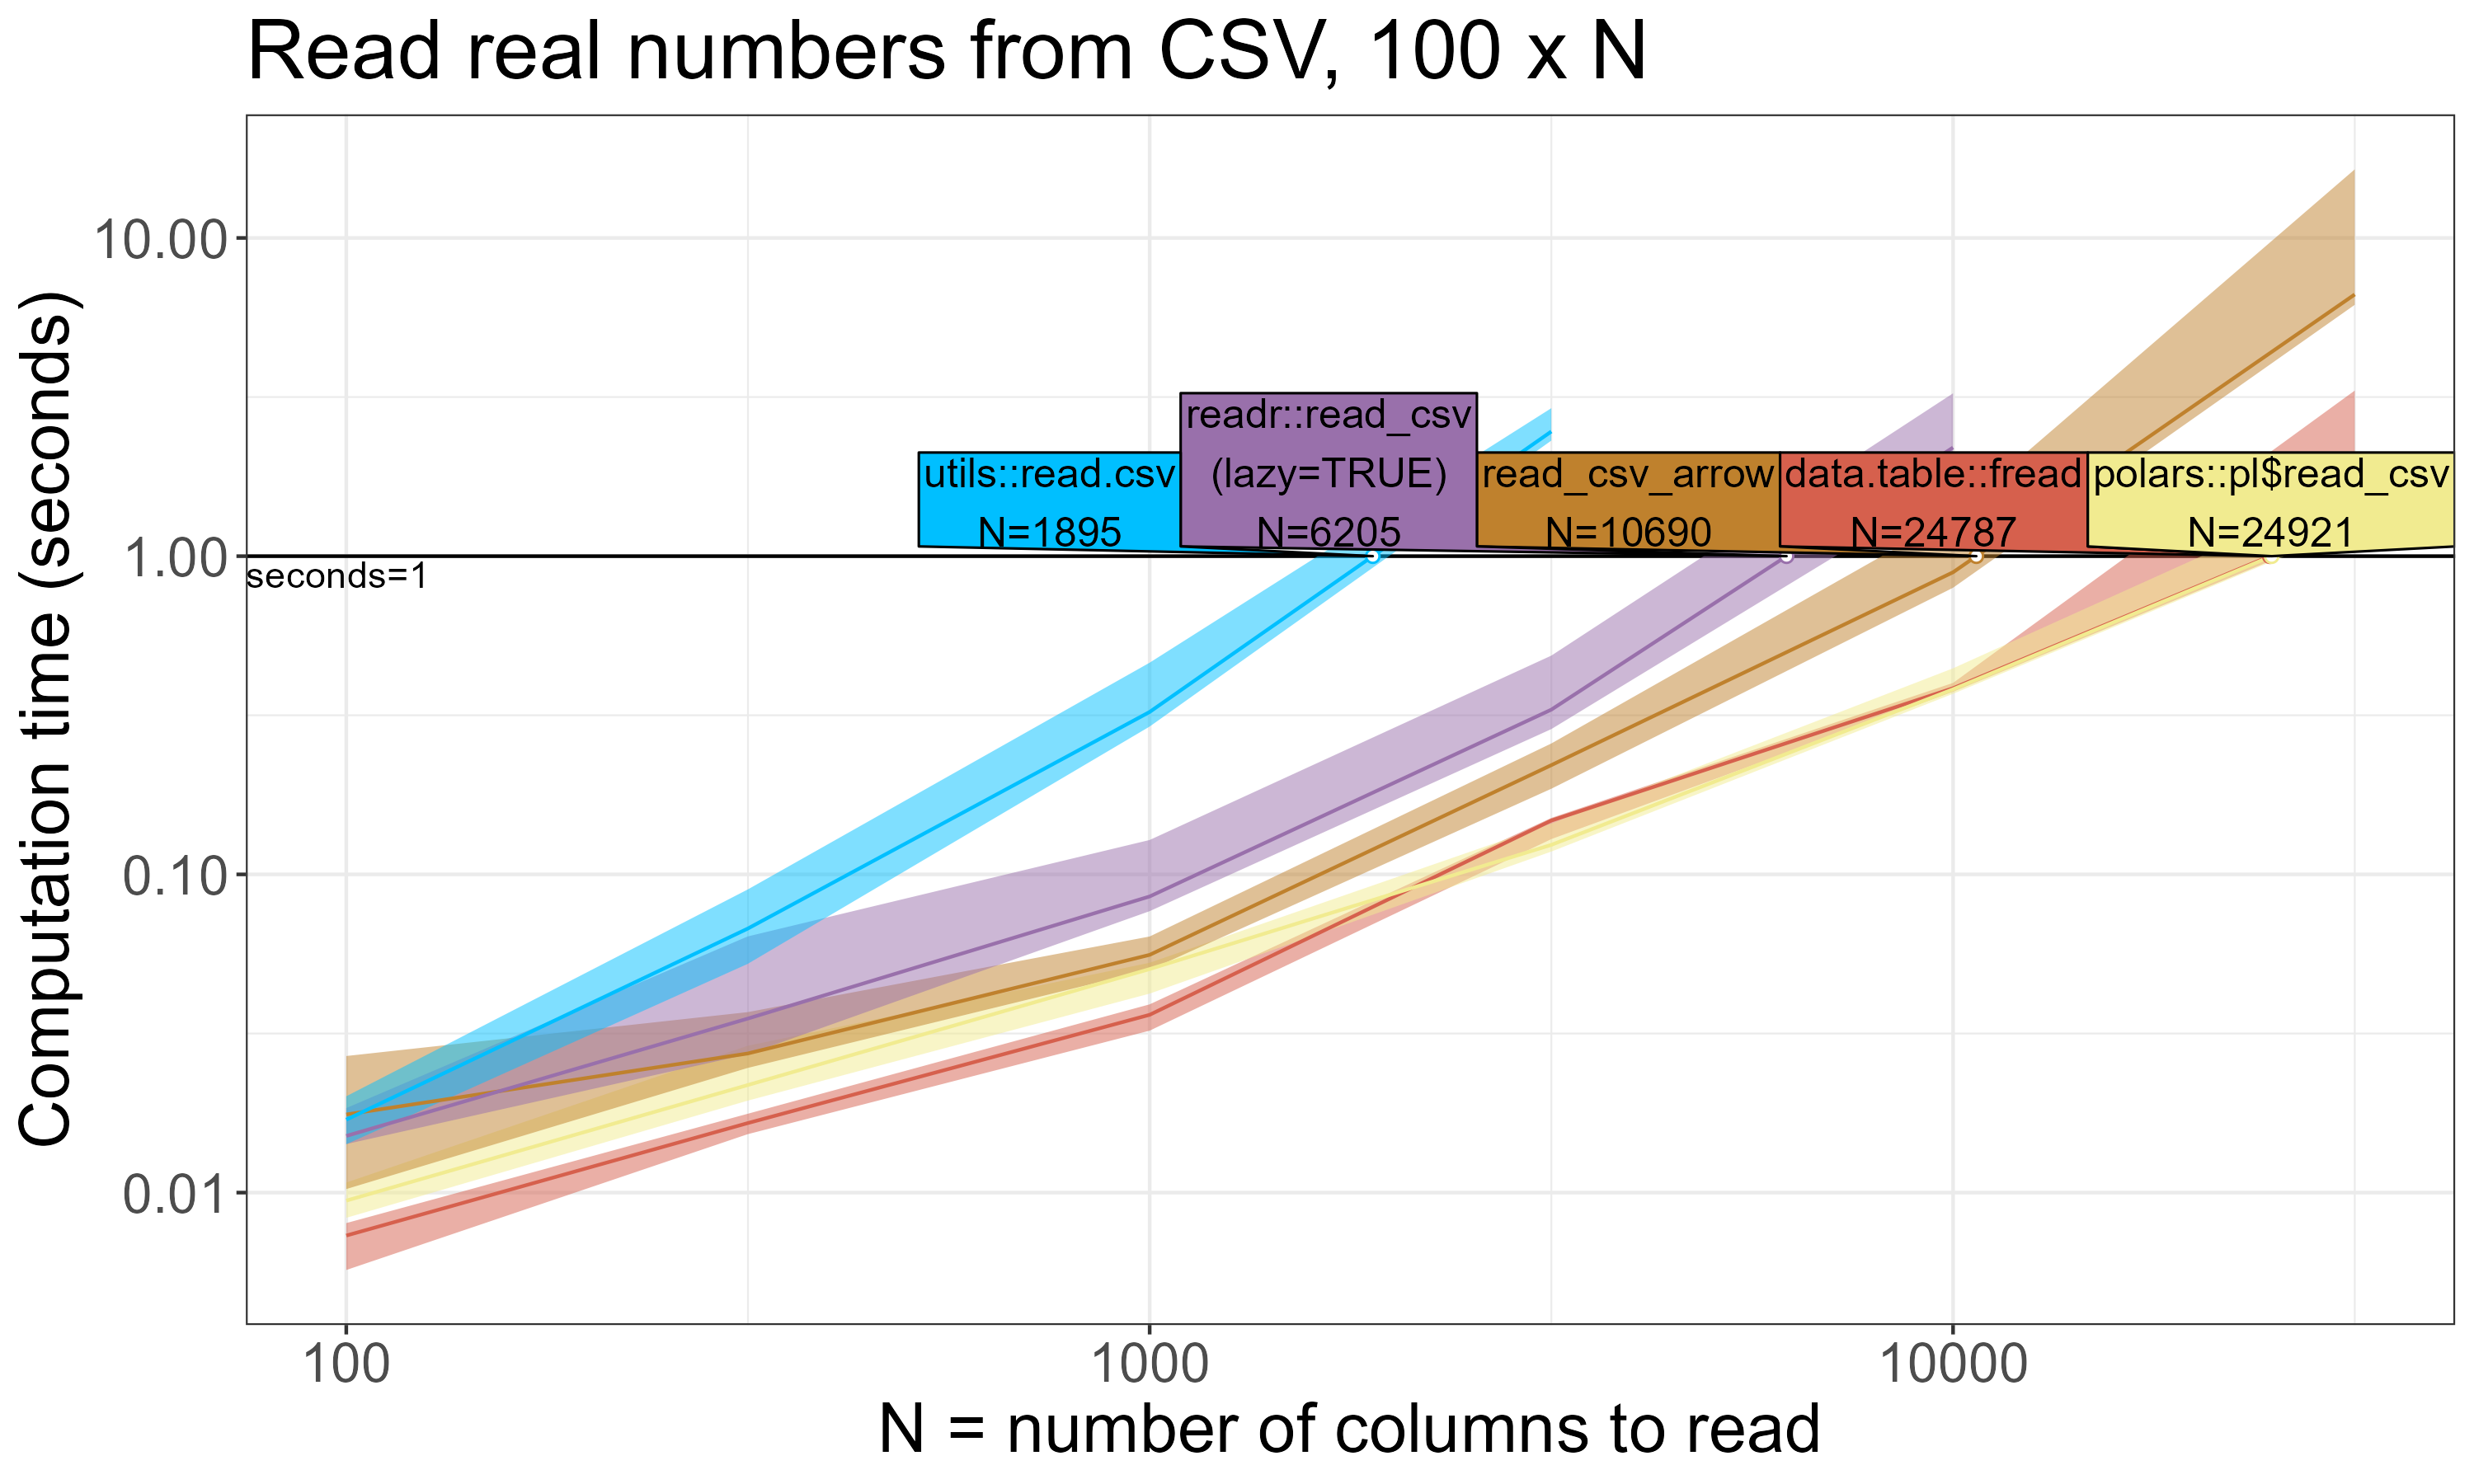 Read real numbers from CSV, 100 x N
Computation time (seconds)
10.00
1.00
0.10
0.01
seconds=1
utils::read.csv
N=1895
readr::read_csv
(lazy=TRUE)
N=6205
read_csv_arrow
N=10690
data.table::fread
N=24787
polars::pl$read_csv
N=24921
100
1000
10000
N = number of columns to read